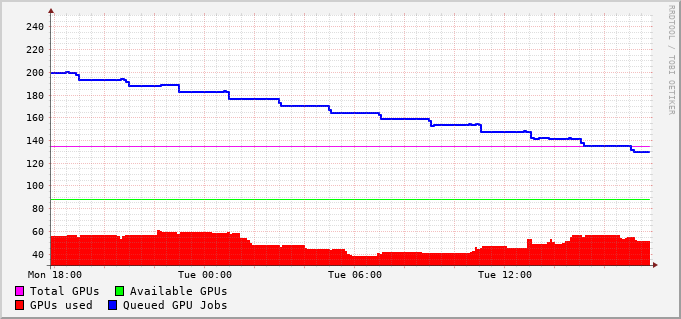 RRDTOOL / TOBI OETIKER
240
220
200
180
160
140
120
100
80
60
40
Mon 18:00 Tue 00:00 Tue 06:00 Tue 12:00
Total GPUs Available GPUs
GPUs used Queued GPU Jobs